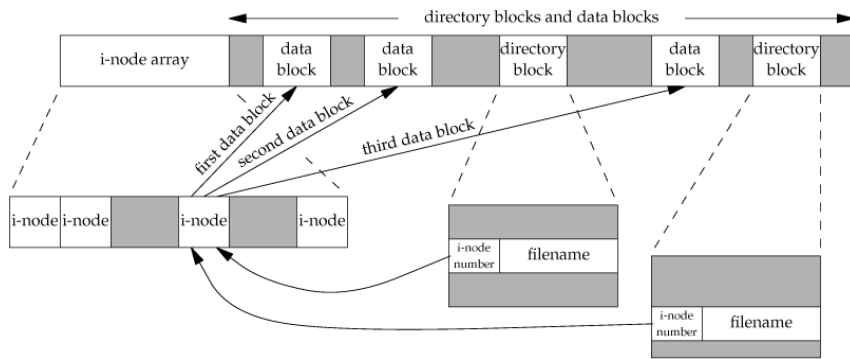 directory blocks and data blocks
i-node array
data
block
data
block
directory
block
data
block
directory
block
first data block
second data block
third data block
i-node
i-node
i-node
i-node
i-node
number
filename
i-node
number
filename